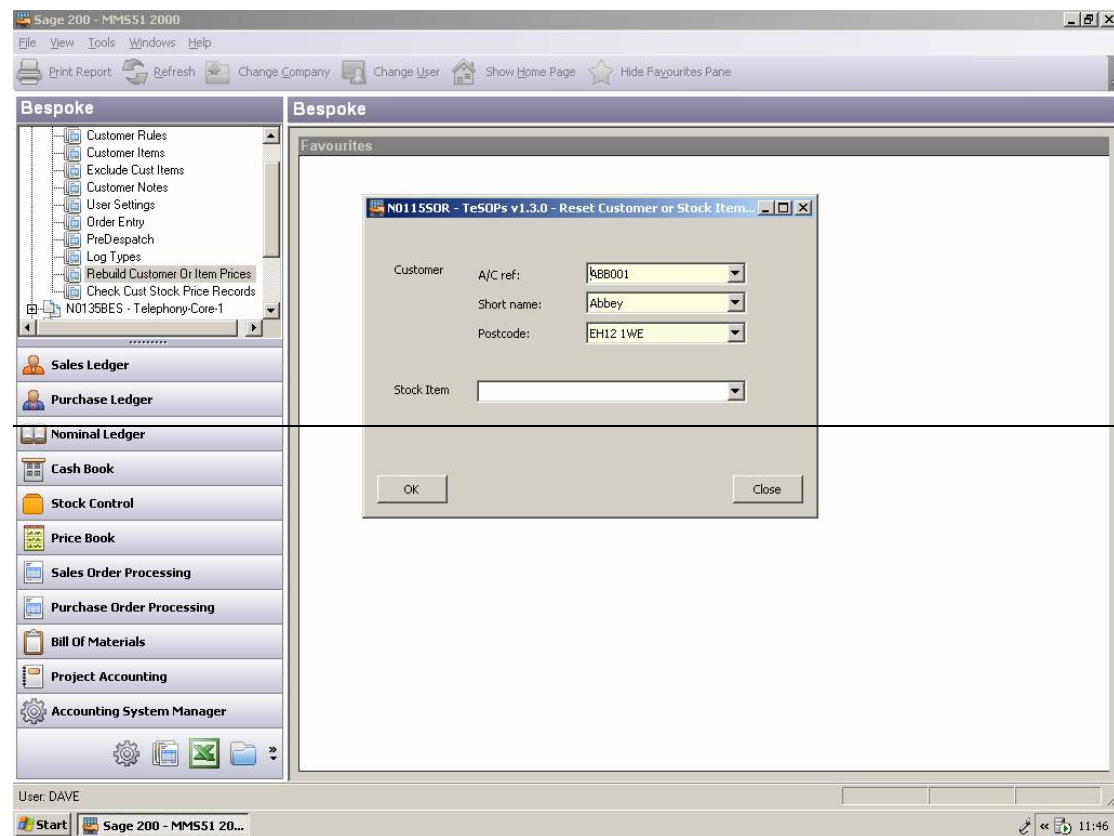 Sage 200 - MMS51 2000
File View Tools Windows Help
Print Report Refresh Change Company Change User Show Home Page Hide Favourites Pane
Bespoke
Customer Rules
Customer Items
Exclude Cust Items
Customer Notes
User Settings
Order Entry
PreDespatch
Log Types
Rebuild Customer Or Item Prices
Check Cust Stock Price Records
N0135BES - Telephony-Core-1
Sales Ledger
Purchase Ledger
Nominal Ledger
Cash Book
Stock Control
Price Book
Sales Order Processing
Purchase Order Processing
Bill Of Materials
Project Accounting
Accounting System Manager
»
Bespoke
Favourites
N0115SOR - TeSOPs v1.3.0 - Reset Customer or Stock Item...
Customer A/C ref: ABB001
Short name: Abbey
Postcode: EH12 1WE
Stock Item
OK Close
User: DAVE
Start Sage 200 - MMS51 20... « 11:46